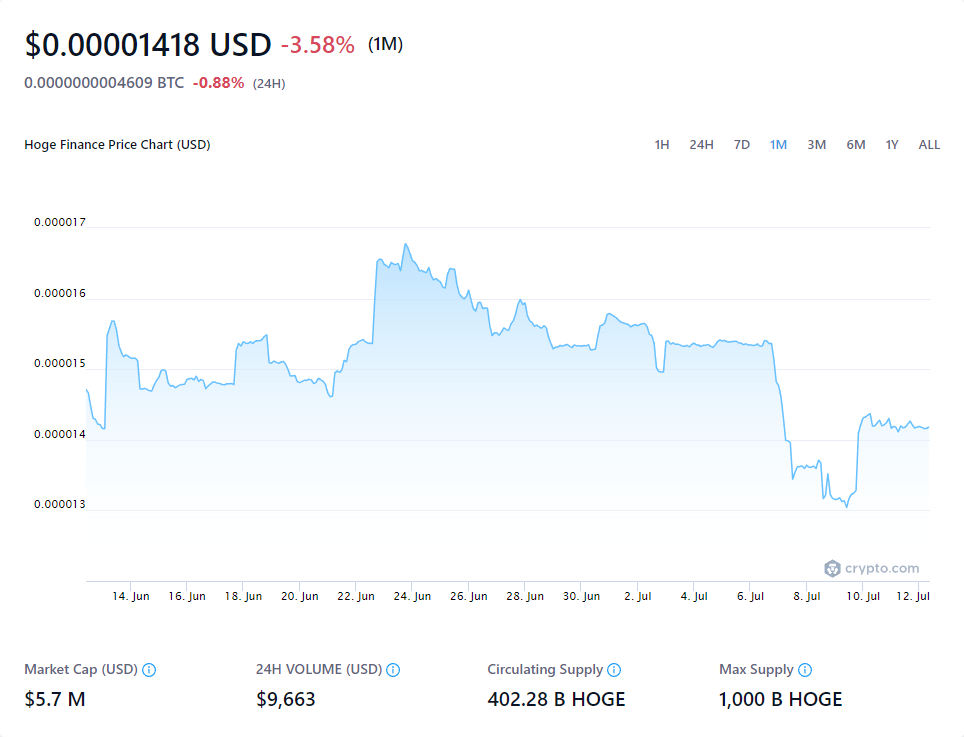 $0.00001418 USD -3.58% (1M)
0.0000000004609 BTC -0.88% (24H)
Hoge Finance Price Chart (USD) 1H 24H 7D 1M 3M 6M 1Y ALL
0.000017
0.000016
0.000015
0.000014
0.000013
crypto.com
14. Jun 16. Jun 18. Jun 20. Jun 22. Jun 24. Jun 26. Jun 28. Jun 30. Jun 2. Jul 4. Jul 6. Jul 8. Jul 10. Jul 12. Jul
Market Cap (USD) 24H VOLUME (USD) Circulating Supply Max Supply
$5.7 M $9,663 402.28 B HOGE 1,000 B HOGE